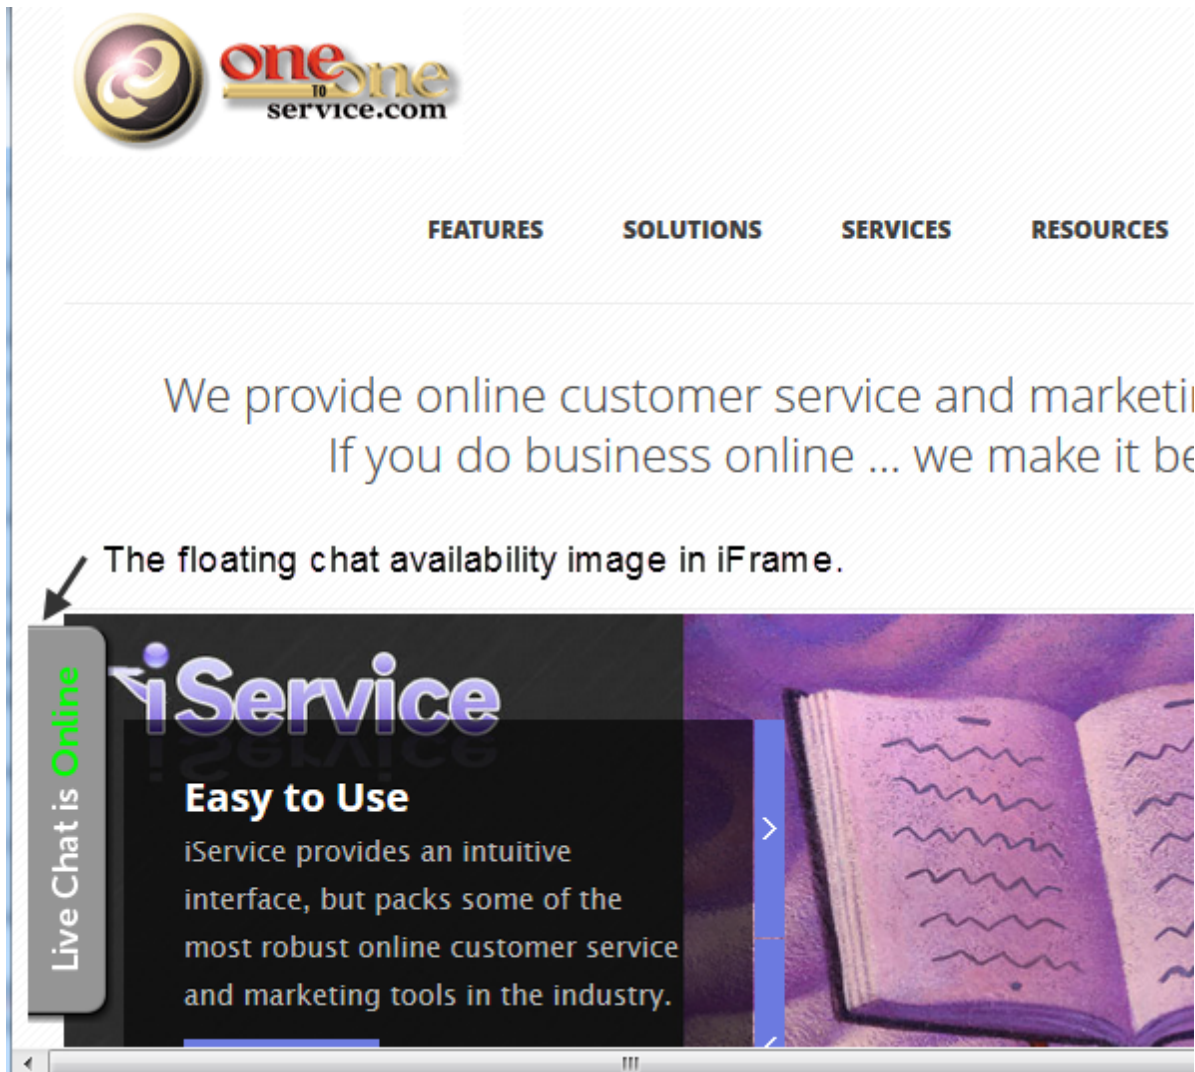 one TO one
service.com
FEATURES SOLUTIONS SERVICES RESOURCES
We provide online customer service and marketi
If you do business online ... we make it be
The floating chat availability image in iFrame.
Live Chat is Online
iService
Easy to Use
iService provides an intuitive
interface, but packs some of the
most robust online customer service
and marketing tools in the industry.